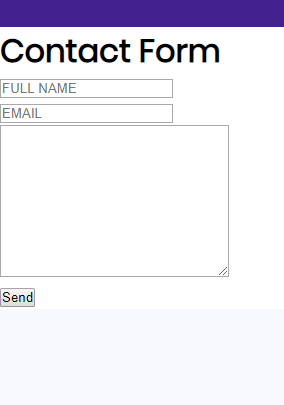 Contact Form
FULL NAME
EMAIL
Send